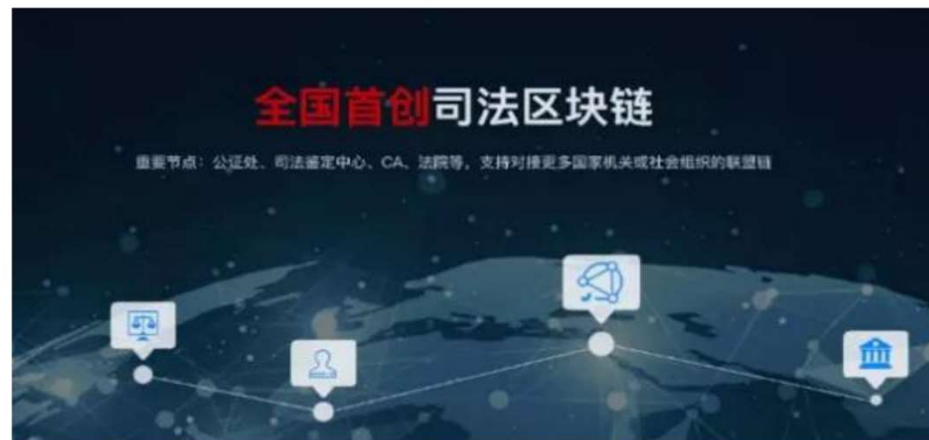 全国首创司法区块链
重要节点：公证处、司法鉴定中心、CA、法院等，支持对接更多国家机关或社会组织的联盟链